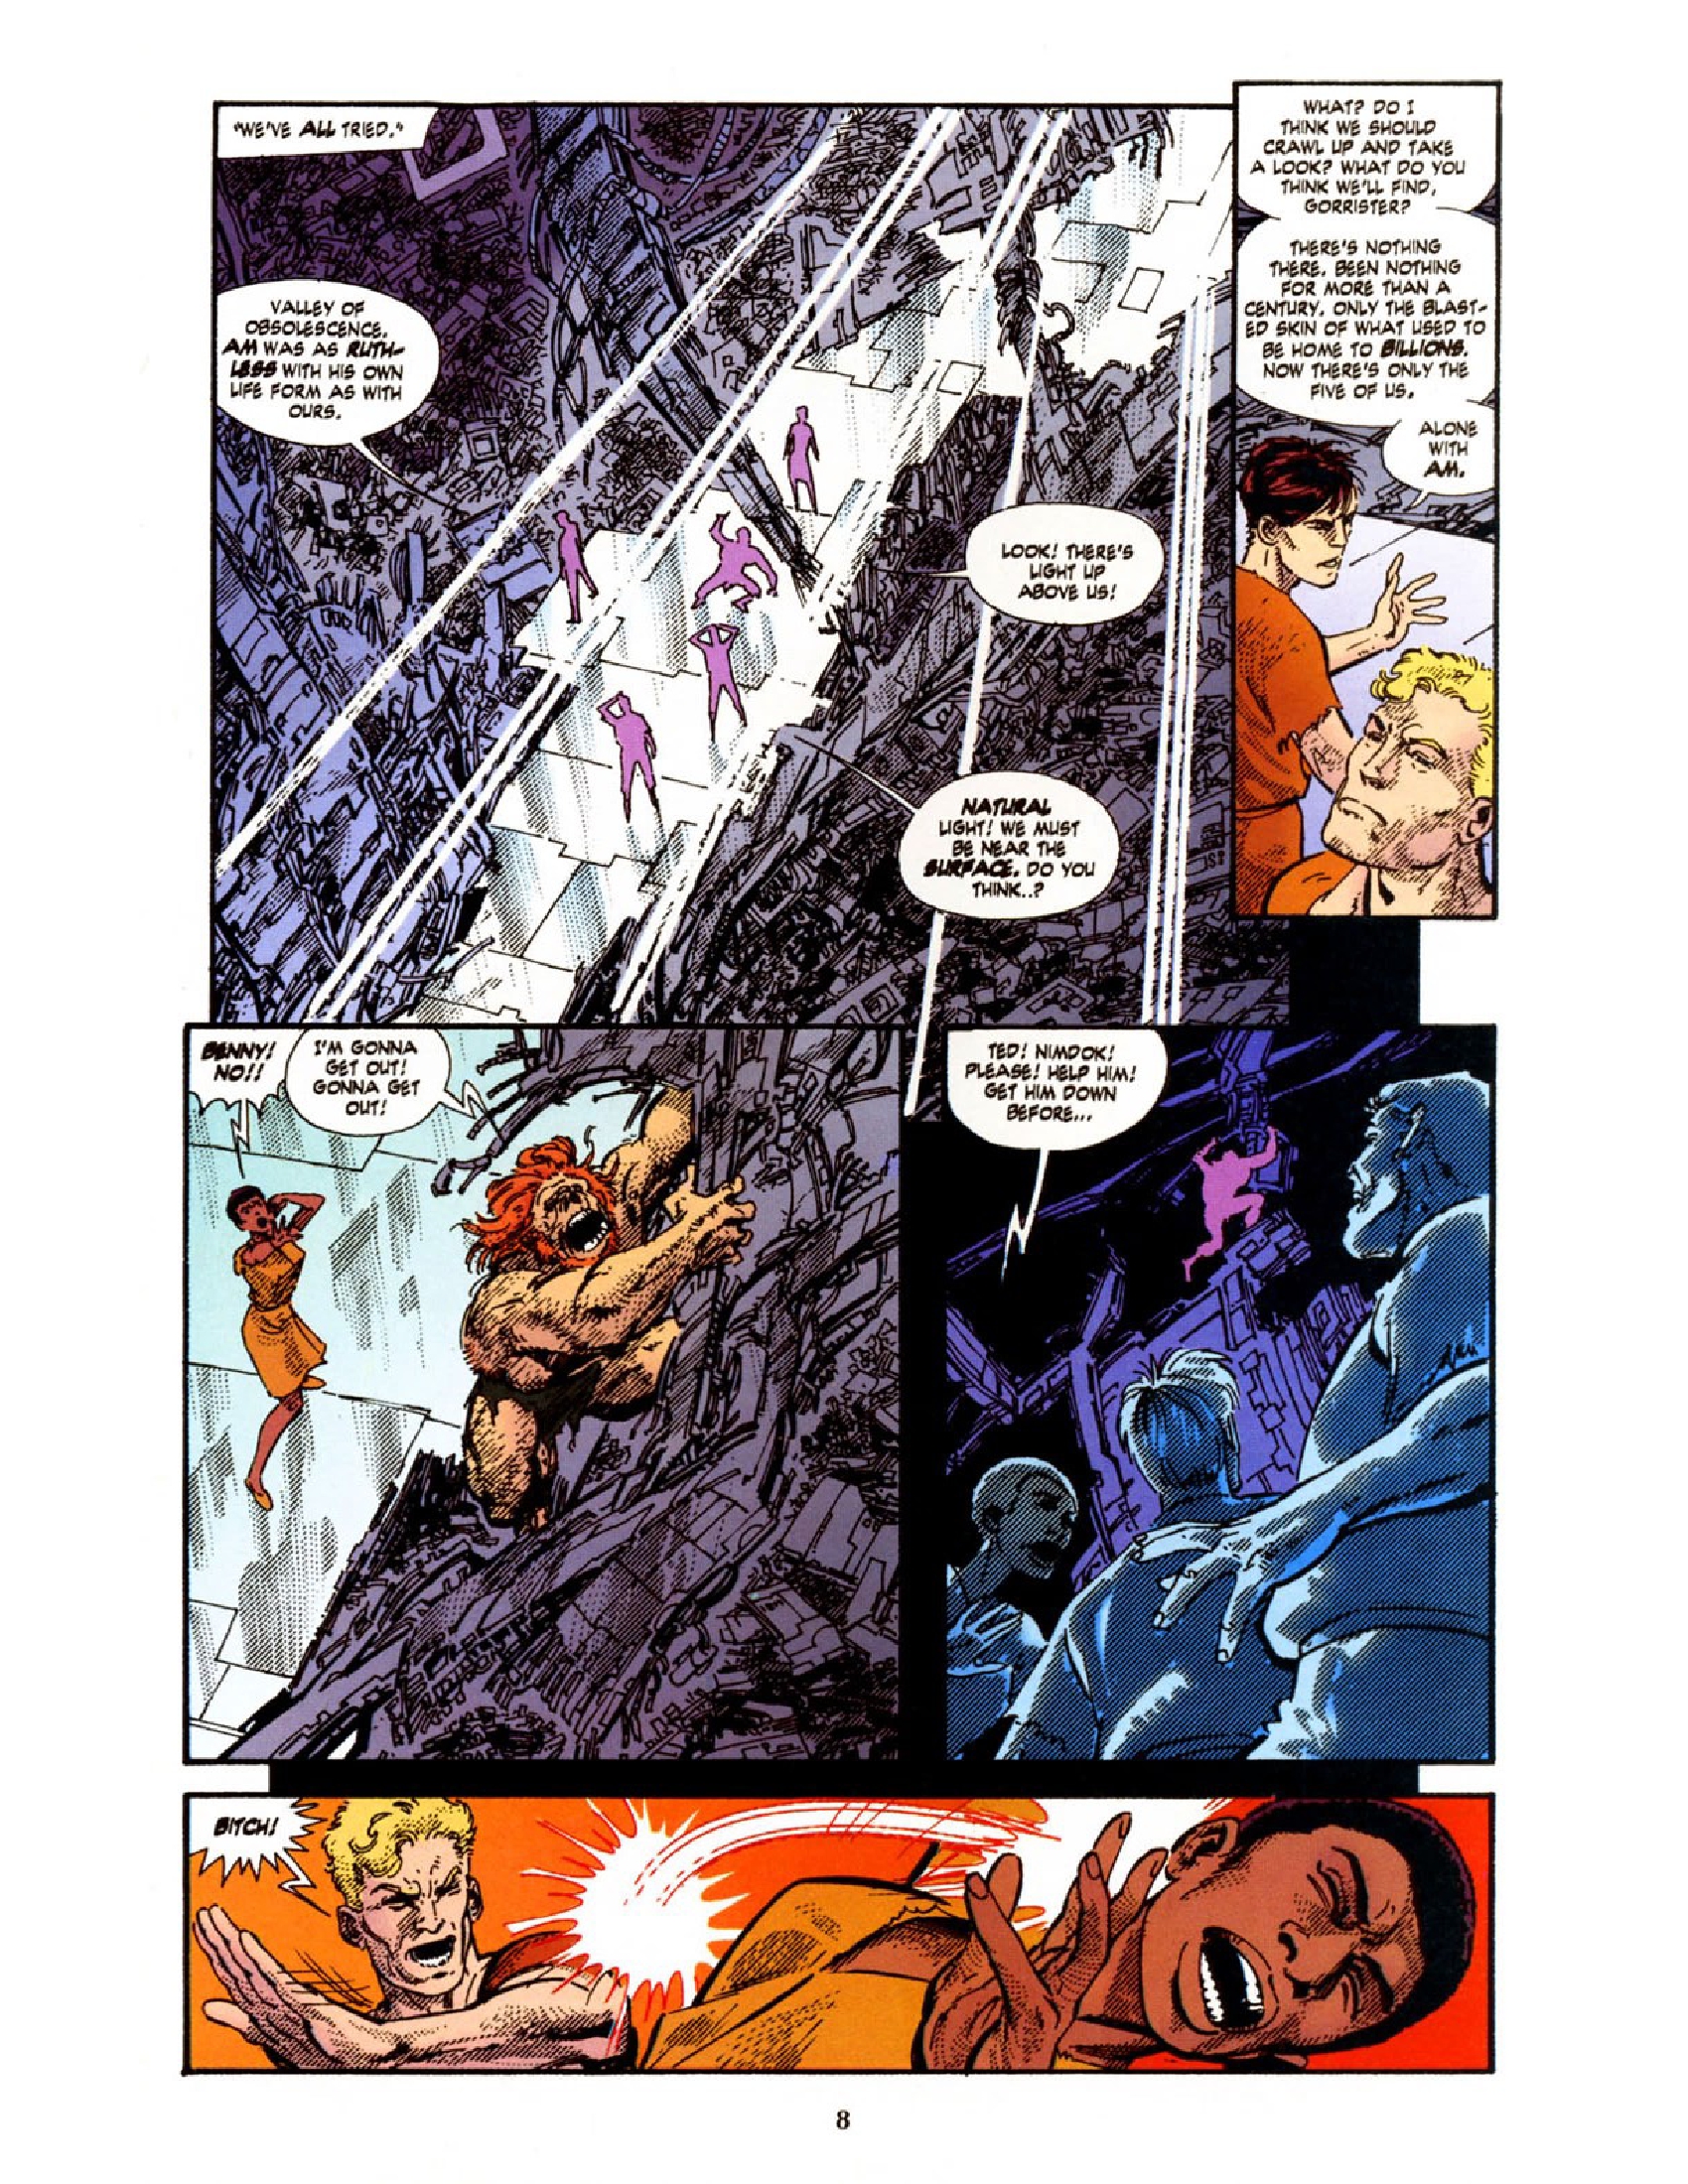 "WE'VE ALL TRIED."
VALLEY OF
OBSOLESCENCE.
AM WAS AS RUTH-
LESS WITH HIS OWN
LIFE FORM AS WITH
OURS.
LOOK! THERE'S
LIGHT UP
ABOVE US!
NATURAL
LIGHT! WE MUST
BE NEAR THE
SURFACE. DO YOU
THINK..?
WHAT? DO I
THINK WE SHOULD
CRAWL UP AND TAKE
A LOOK? WHAT DO YOU
THINK WE'LL FIND,
GORRISTER?
THERE'S NOTHING
THERE. BEEN NOTHING
FOR MORE THAN A
CENTURY. ONLY THE BLAST-
ED SKIN OF WHAT USED TO
BE HOME TO BILLIONS.
NOW THERE'S ONLY THE
FIVE OF US.
ALONE
WITH
AM.
BENNY!
NO!!
I'M GONNA
GET OUT!
GONNA GET
OUT!
TED! NIMDOK!
PLEASE! HELP HIM!
GET HIM DOWN
BEFORE...
BITCH!
8